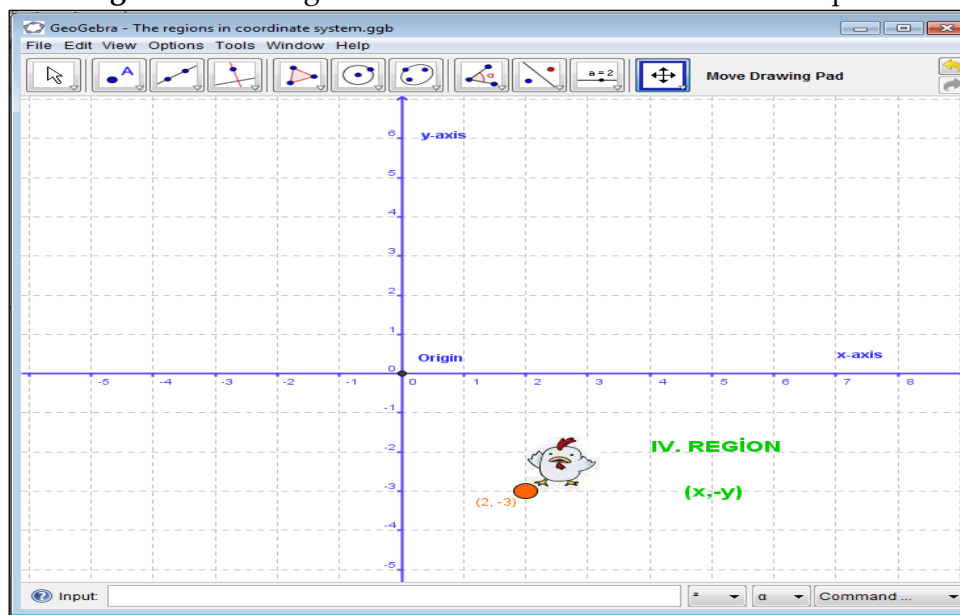 GeoGebra - The regions in coordinate system.ggb
File Edit View Options Tools Window Help
A
α
a = 2
Move Drawing Pad
6
y-axis
5
4
3
2
1
Origin
x-axis
0
-5 -4 -3 -2 -1 0 1 2 3 4 5 6 7 8
-1
-2
IV. REGİON
-3
(x,-y)
(2, -3)
-4
-5
Input:
α
Command ...